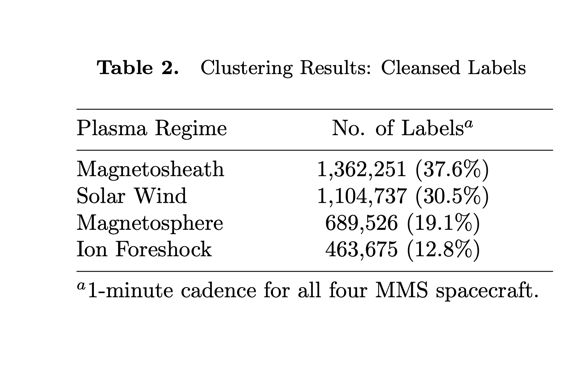 Table 2. Clustering Results: Cleansed Labels
Plasma Regime No. of Labels^a
Magnetosheath 1,362,251 (37.6%)
Solar Wind 1,104,737 (30.5%)
Magnetosphere 689,526 (19.1%)
Ion Foreshock 463,675 (12.8%)
^a1-minute cadence for all four MMS spacecraft.